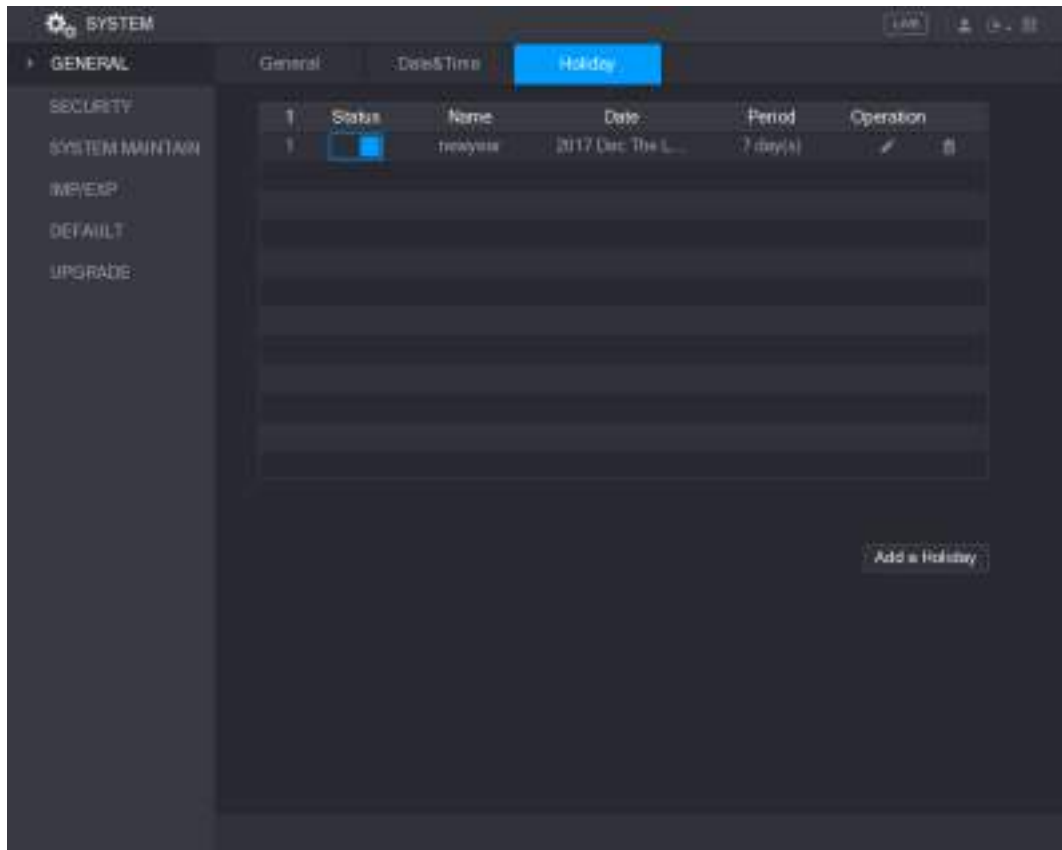 SYSTEM
LIVE
GENERAL
General Date&Time Holiday
SECURITY
1 Status Name Date Period Operation
SYSTEM MAINTAIN
1 newyear 2017 Dec The L... 7 day(s)
IMP/EXP
DEFAULT
UPGRADE
Add a Holiday